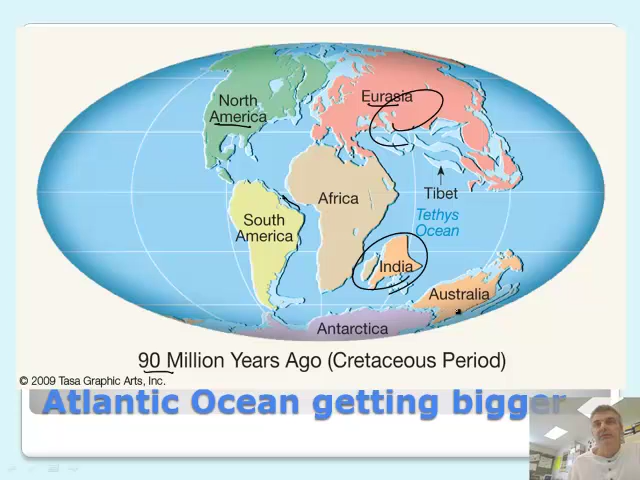 North
America
Eurasia
Tibet
Africa
Tethys
Ocean
South
America
India
Australia
Antarctica
90 Million Years Ago (Cretaceous Period)
© 2009 Tasa Graphic Arts, Inc.
Atlantic Ocean getting bigger